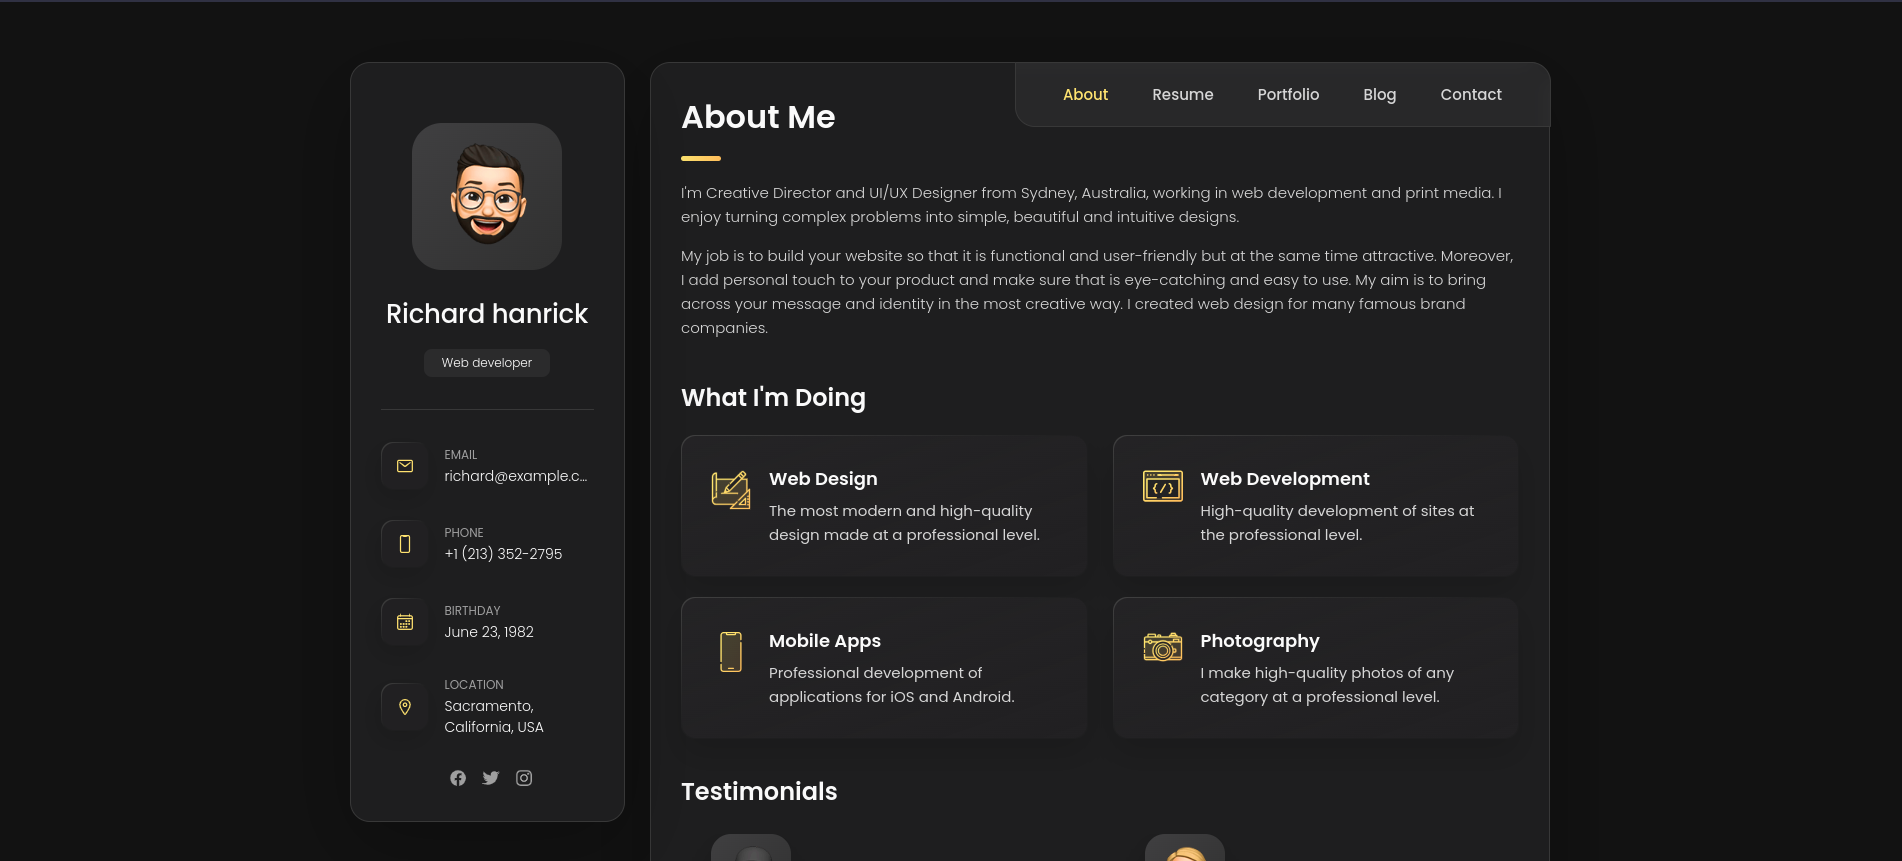 Richard hanrick
Web developer
EMAIL
richard@example.c...
PHONE
+1 (213) 352-2795
BIRTHDAY
June 23, 1982
LOCATION
Sacramento,
California, USA
About
Resume
Portfolio
Blog
Contact
About Me
I'm Creative Director and UI/UX Designer from Sydney, Australia, working in web development and print media. I
enjoy turning complex problems into simple, beautiful and intuitive designs.
My job is to build your website so that it is functional and user-friendly but at the same time attractive. Moreover,
I add personal touch to your product and make sure that is eye-catching and easy to use. My aim is to bring
across your message and identity in the most creative way. I created web design for many famous brand
companies.
What I'm Doing
Web Design
The most modern and high-quality
design made at a professional level.
Web Development
High-quality development of sites at
the professional level.
Mobile Apps
Professional development of
applications for iOS and Android.
Photography
I make high-quality photos of any
category at a professional level.
Testimonials